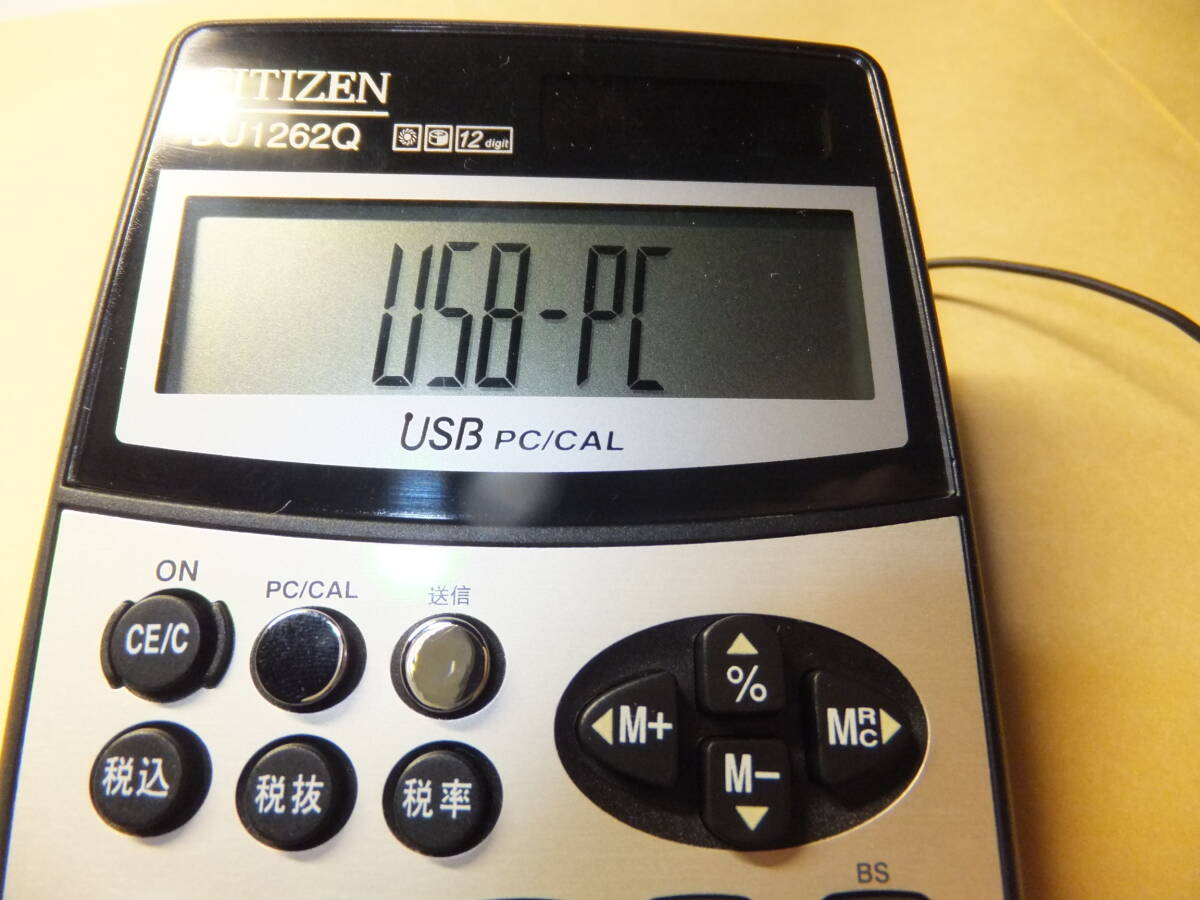 CITIZEN
DU1262Q 12 digit
USB-PC
USB PC/CAL
ON PC/CAL 送信
CE/C
% 
M+ MRC
M−
税込 税抜 税率
BS